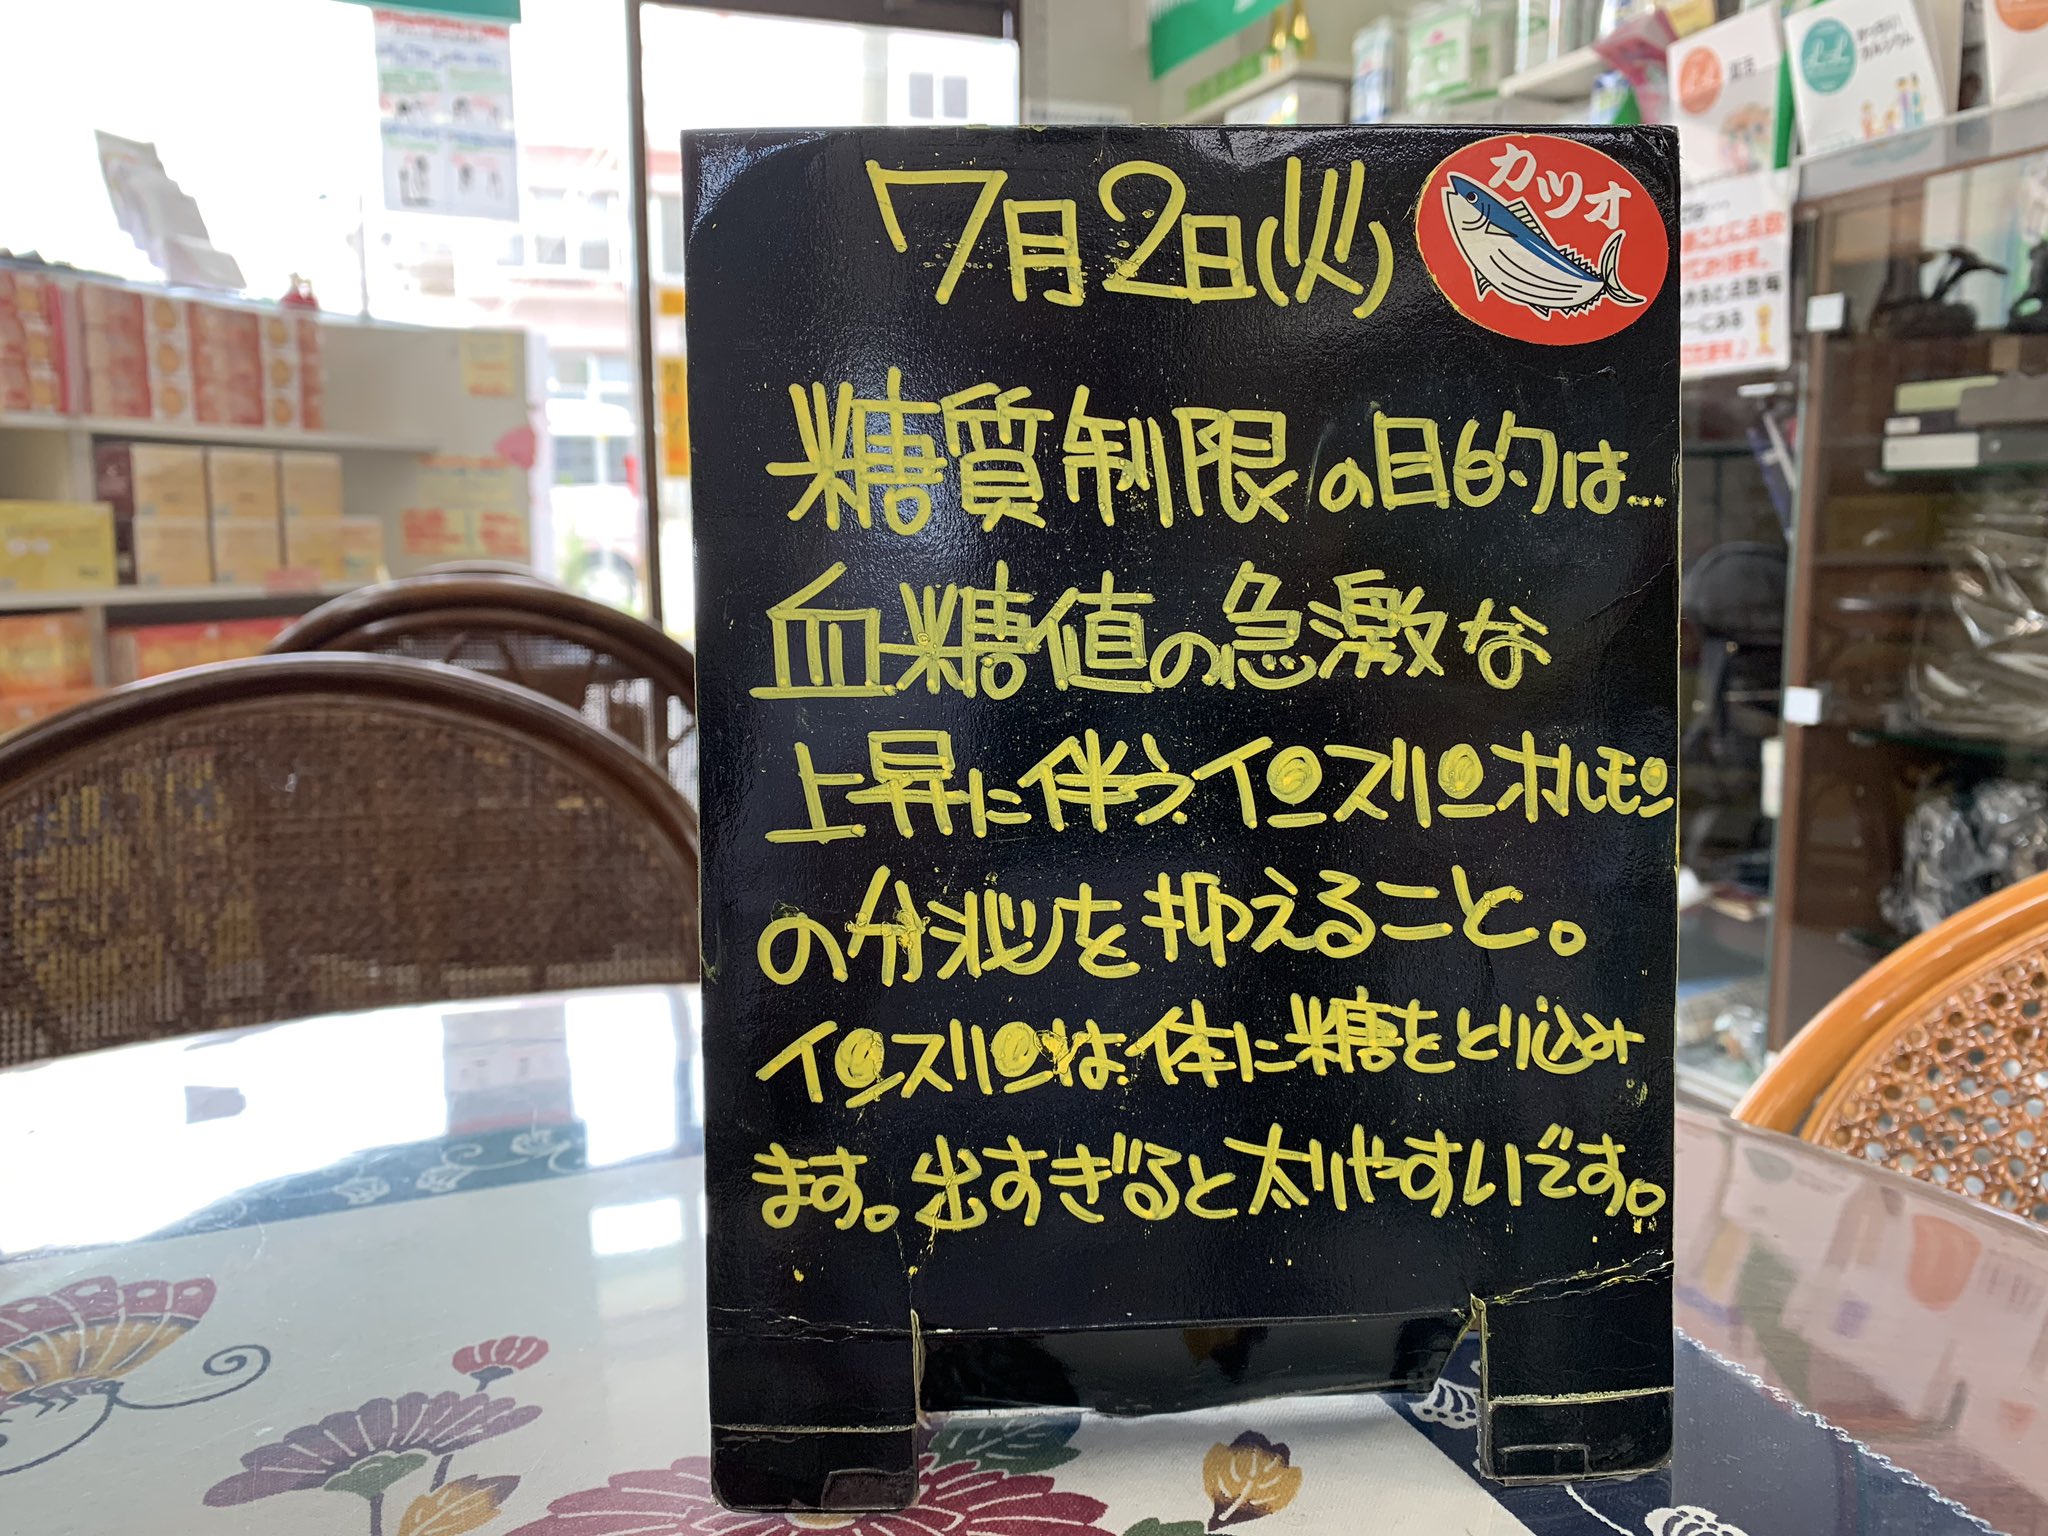 7月2日(火)
カツオ
糖質制限の目的は…
血糖値の急激な
上昇に伴うインスリンホルモン
の分泌を抑えること。
インスリンは体に糖をとり込み
ます。出すぎると太りやすいです。